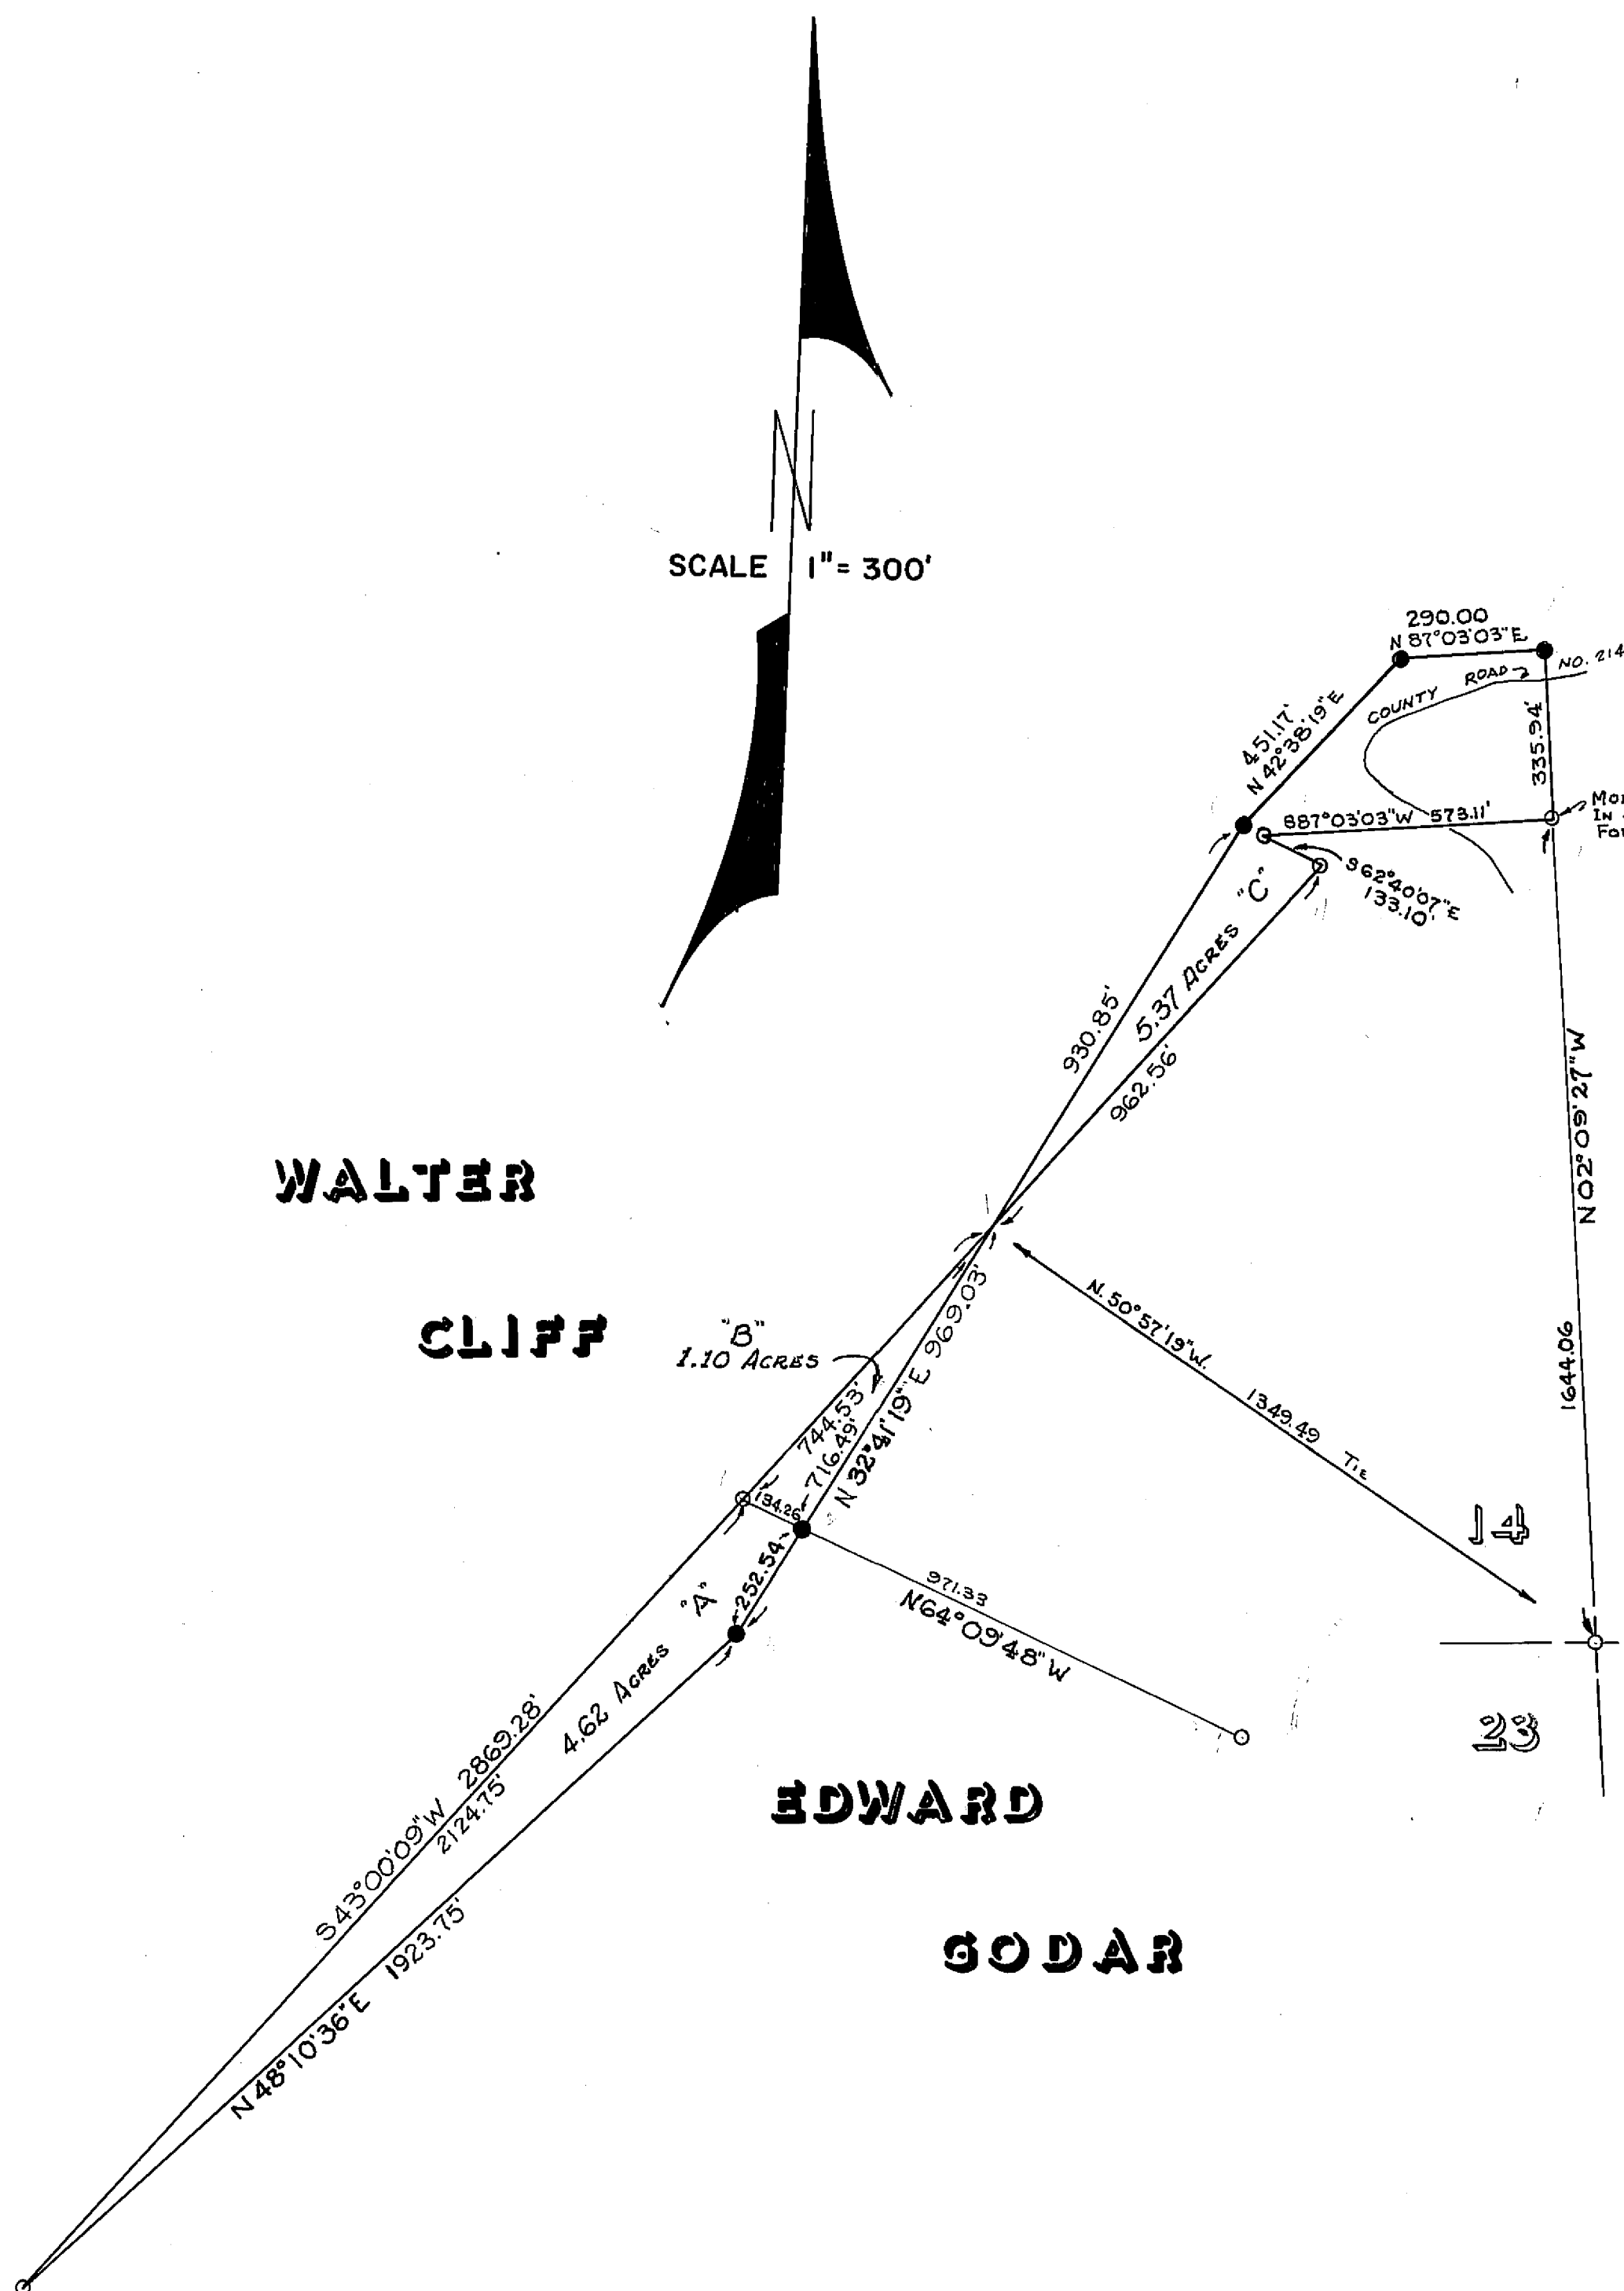 N
SCALE 1" = 300'
290.00
N 87°03'03" E
COUNTY ROAD NO. 214
451.17'
N 42°38'19" E
335.94'
S87°03'03"W 573.11'
IN
S62°40'07"E
133.10'
"C"
5.37 ACRES
930.85'
962.56'
N02°09'27"W
1644.06
WALTER
CLIFF
"B"
1.10 ACRES
N. 50°57'19" W. 1349.49 TIE
744.53'
716.49'
N 32°41'19" E 969.03'
134.26'
252.54
"A"
4.62 ACRES
971.33
N64°09'48" W
14
23
S43°00'09"W 2869.28'
2124.75'
N 48°10'36" E 1923.75'
EDWARD
GODAR